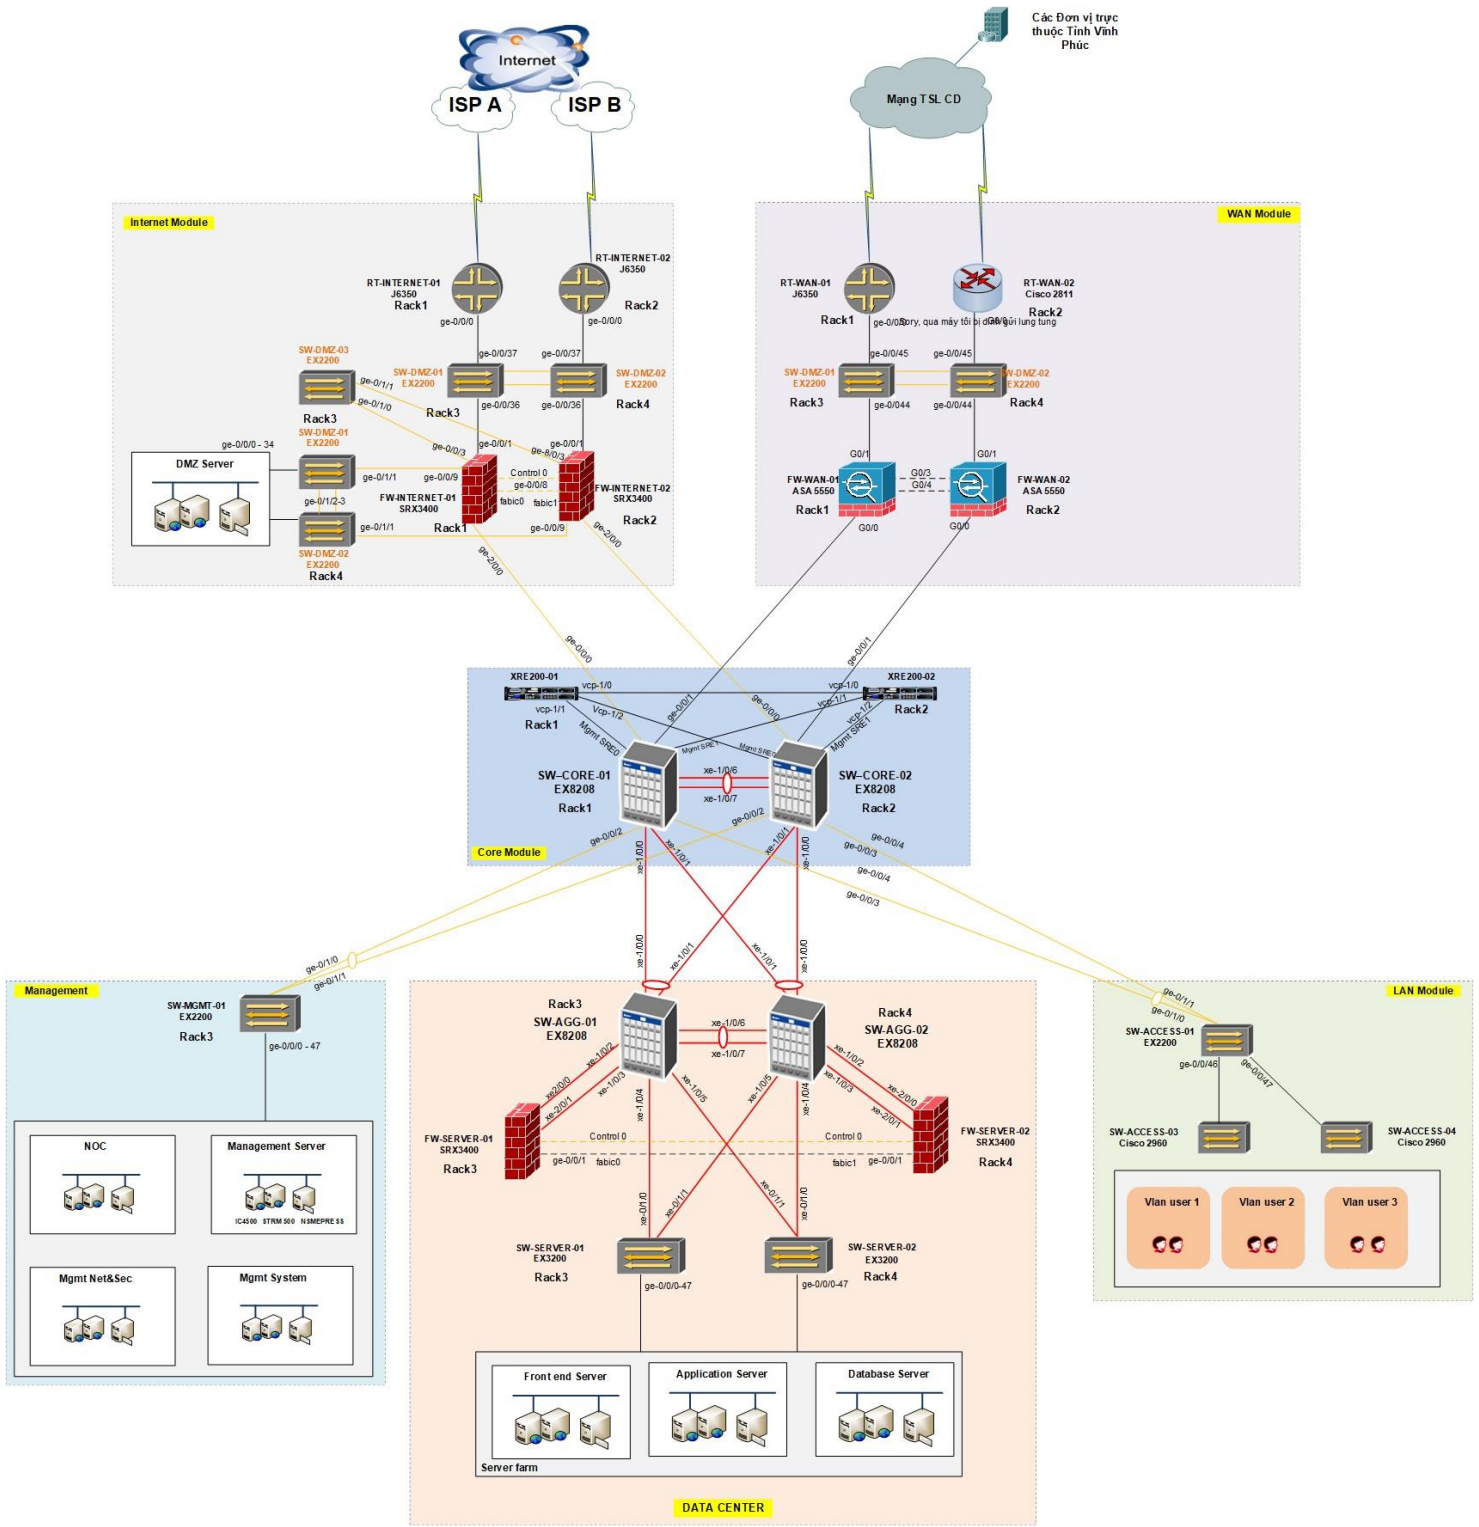 Internet
ISP A
ISP B
Các Đơn vị trực
thuộc Tỉnh Vĩnh
Phúc
Mạng TSL CD
Internet Module
RT-INTERNET-01
J6350
Rack1
ge-0/0/0
RT-INTERNET-02
J6350
Rack2
ge-0/0/0
SW-DMZ-03
EX2200
Rack3
ge-0/1/1
ge-0/1/0
ge-0/0/37
SW-DMZ-01
EX2200
Rack3
ge-0/0/36
ge-0/0/37
SW-DMZ-02
EX2200
Rack4
ge-0/0/36
SW-DMZ-01
EX2200
ge-0/0/0 - 34
DMZ Server
ge-0/1/1
ge-0/1/2-3
ge-0/1/1
SW-DMZ-02
EX2200
Rack4
ge-0/0/3
ge-0/0/1
ge-8/0/3
ge-0/0/1
ge-0/0/9
Control 0
ge-0/0/8
fabic0
fabic1
FW-INTERNET-01
SRX3400
Rack1
FW-INTERNET-02
SRX3400
Rack2
ge-0/0/9
ge-2/0/0
ge-2/0/0
WAN Module
RT-WAN-01
J6350
Rack1
ge-0/0/0
RT-WAN-02
Cisco 2811
Rack2
G0/0
Sory, qua máy tôi bị dính gửi lung tung
ge-0/0/45
ge-0/0/45
SW-DMZ-01
EX2200
Rack3
ge-0/044
SW-DMZ-02
EX2200
Rack4
ge-0/0/44
G0/1
G0/1
FW-WAN-01
ASA 5550
Rack1
G0/3
G0/4
FW-WAN-02
ASA 5550
Rack2
G0/0
G0/0
ge-0/0/0
ge-0/0/1
ge-0/0/0
ge-0/0/1
XRE200-01
vcp-1/0
vcp-1/0
XRE200-02
vcp-1/1
Vcp-1/2
vcp-1/1
vcp-1/2
Rack1
Rack2
Mgmt SRE0
Mgmt SRE1
Mgmt SRE0
Mgmt SRE1
SW–CORE-01
EX8208
Rack1
xe-1/0/6
xe-1/0/7
SW–CORE-02
EX8208
Rack2
Core Module
ge-0/0/2
ge-0/0/2
xe-1/0/0
xe-1/0/1
xe-1/0/1
xe-1/0/0
ge-0/0/4
ge-0/0/3
ge-0/0/4
ge-0/0/3
Management
ge-0/1/0
ge-0/1/1
SW-MGMT-01
EX2200
Rack3
ge-0/0/0 - 47
NOC
Management Server
IC4500 STRM 500 NSMEPRESS
Mgmt Net&Sec
Mgmt System
xe-1/0/0
xe-1/0/1
xe-1/0/1
xe-1/0/0
Rack3
SW-AGG-01
EX8208
xe-1/0/6
xe-1/0/7
Rack4
SW-AGG-02
EX8208
xe-1/0/2
xe2/0/0
xe-1/0/3
xe-2/0/1
xe-1/0/4
xe-1/0/5
xe-1/0/5
xe-1/0/4
xe-1/0/2
xe-1/0/3
xe-2/0/0
xe-2/0/1
FW-SERVER-01
SRX3400
Rack3
Control 0
ge-0/0/1
fabic0
Control 0
fabic1
ge-0/0/1
FW-SERVER-02
SRX3400
Rack4
xe-0/1/0
xe-0/1/1
xe-0/1/1
xe-0/1/0
SW-SERVER-01
EX3200
Rack3
ge-0/0/0-47
SW-SERVER-02
EX3200
Rack4
ge-0/0/0-47
Front end Server
Application Server
Database Server
Server farm
DATA CENTER
LAN Module
ge-0/1/1
ge-0/1/0
SW-ACCESS-01
EX2200
ge-0/0/46
ge-0/0/47
SW-ACCESS-03
Cisco 2960
SW-ACCESS-04
Cisco 2960
Vlan user 1
Vlan user 2
Vlan user 3